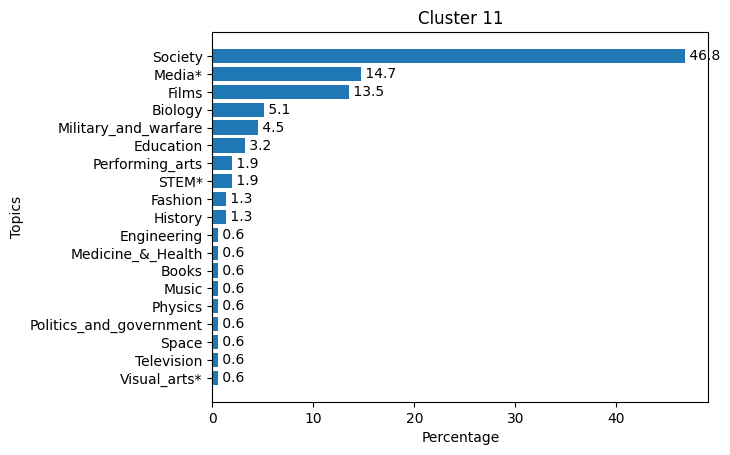 Cluster 11
Society 46.8
Media* 14.7
Films 13.5
Biology 5.1
Military_and_warfare 4.5
Education 3.2
Performing_arts 1.9
STEM* 1.9
Fashion 1.3
History 1.3
Engineering 0.6
Medicine_&_Health 0.6
Books 0.6
Music 0.6
Physics 0.6
Politics_and_government 0.6
Space 0.6
Television 0.6
Visual_arts* 0.6
0 10 20 30 40
Percentage
Topics